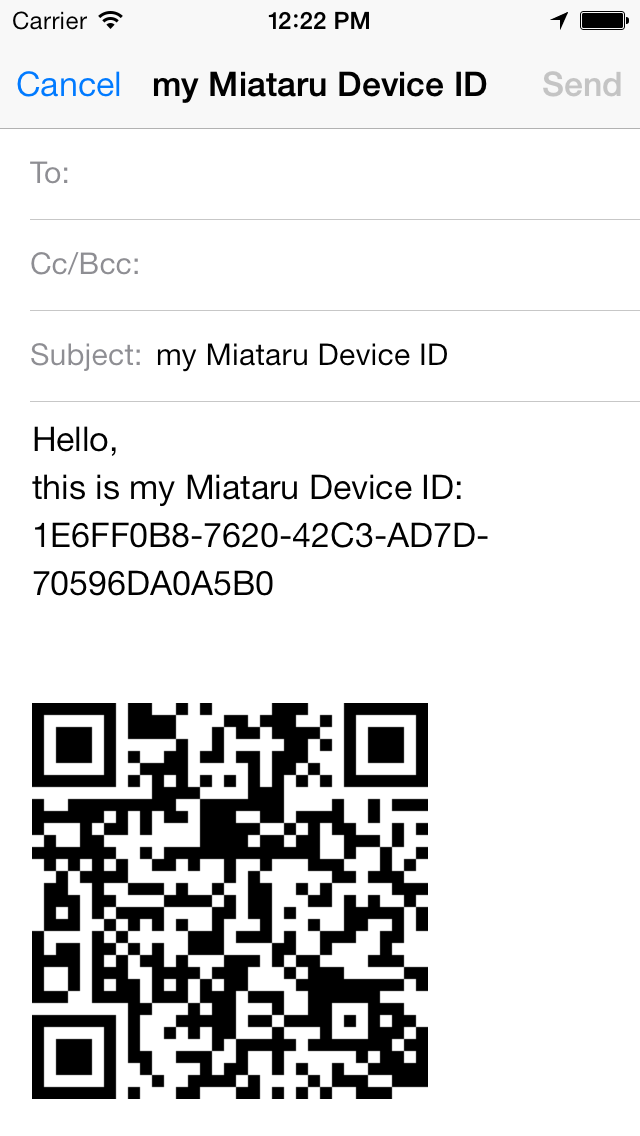 Carrier 12:22 PM
Cancel my Miataru Device ID Send
To:
Cc/Bcc:
Subject: my Miataru Device ID
Hello,
this is my Miataru Device ID:
1E6FF0B8-7620-42C3-AD7D-
70596DA0A5B0